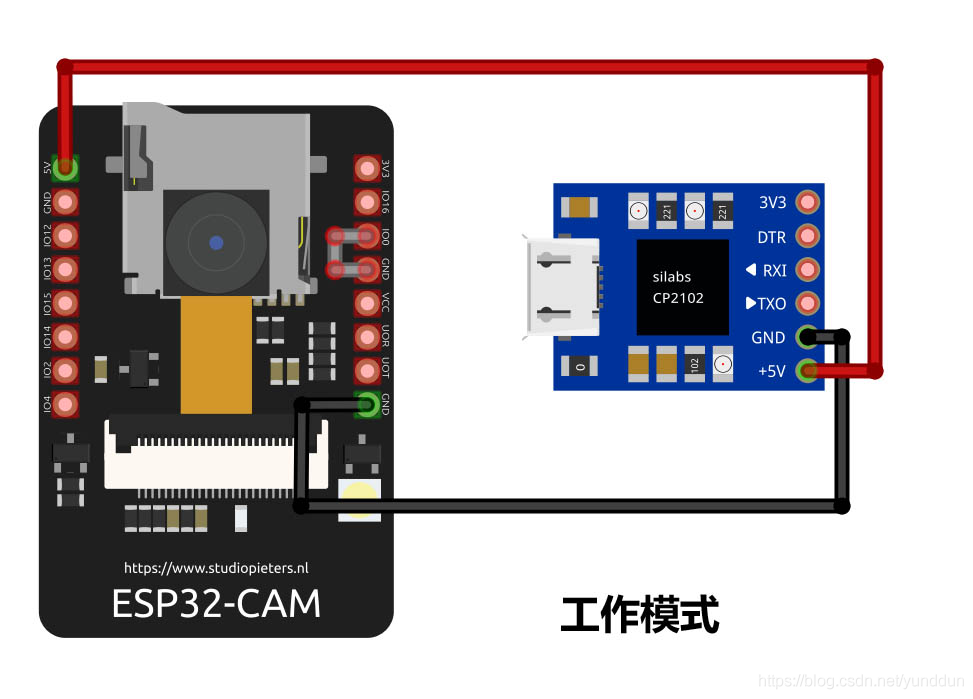 5V
GND
IO12
IO13
IO15
IO14
IO2
IO4
3V3
IO16
IO0
GND
VCC
UOR
UOT
GND
https://www.studiopieters.nl
ESP32-CAM
221
221
silabs
CP2102
0
102
3V3
DTR
RXI
TXO
GND
+5V
工作模式
https://blog.csdn.net/yunddun